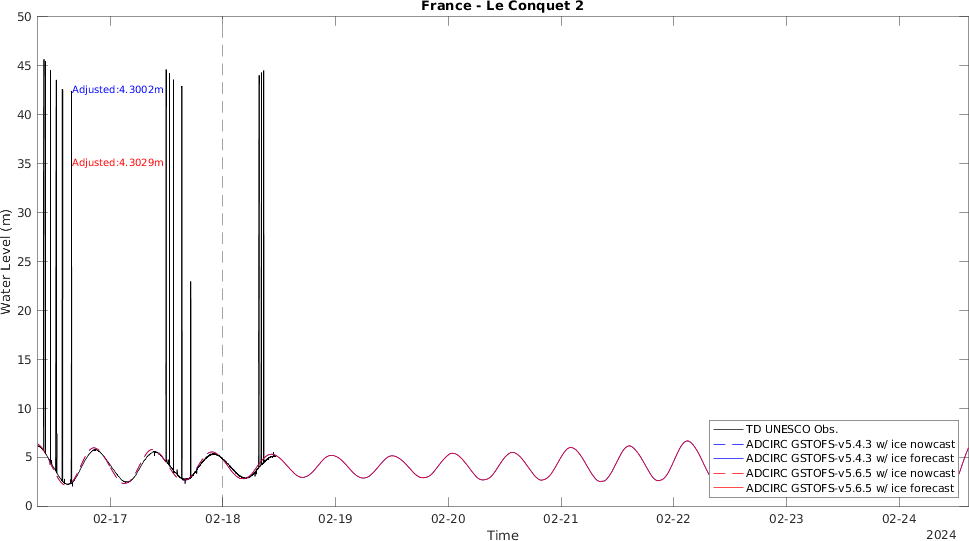 France - Le Conquet 2
50
45
40
35
30
25
20
15
10
5
0
Water Level (m)
Adjusted:4.3002m
Adjusted:4.3029m
TD UNESCO Obs.
ADCIRC GSTOFS-v5.4.3 w/ ice nowcast
ADCIRC GSTOFS-v5.4.3 w/ ice forecast
ADCIRC GSTOFS-v5.6.5 w/ ice nowcast
ADCIRC GSTOFS-v5.6.5 w/ ice forecast
02-17 02-18 02-19 02-20 02-21 02-22 02-23 02-24
Time
2024